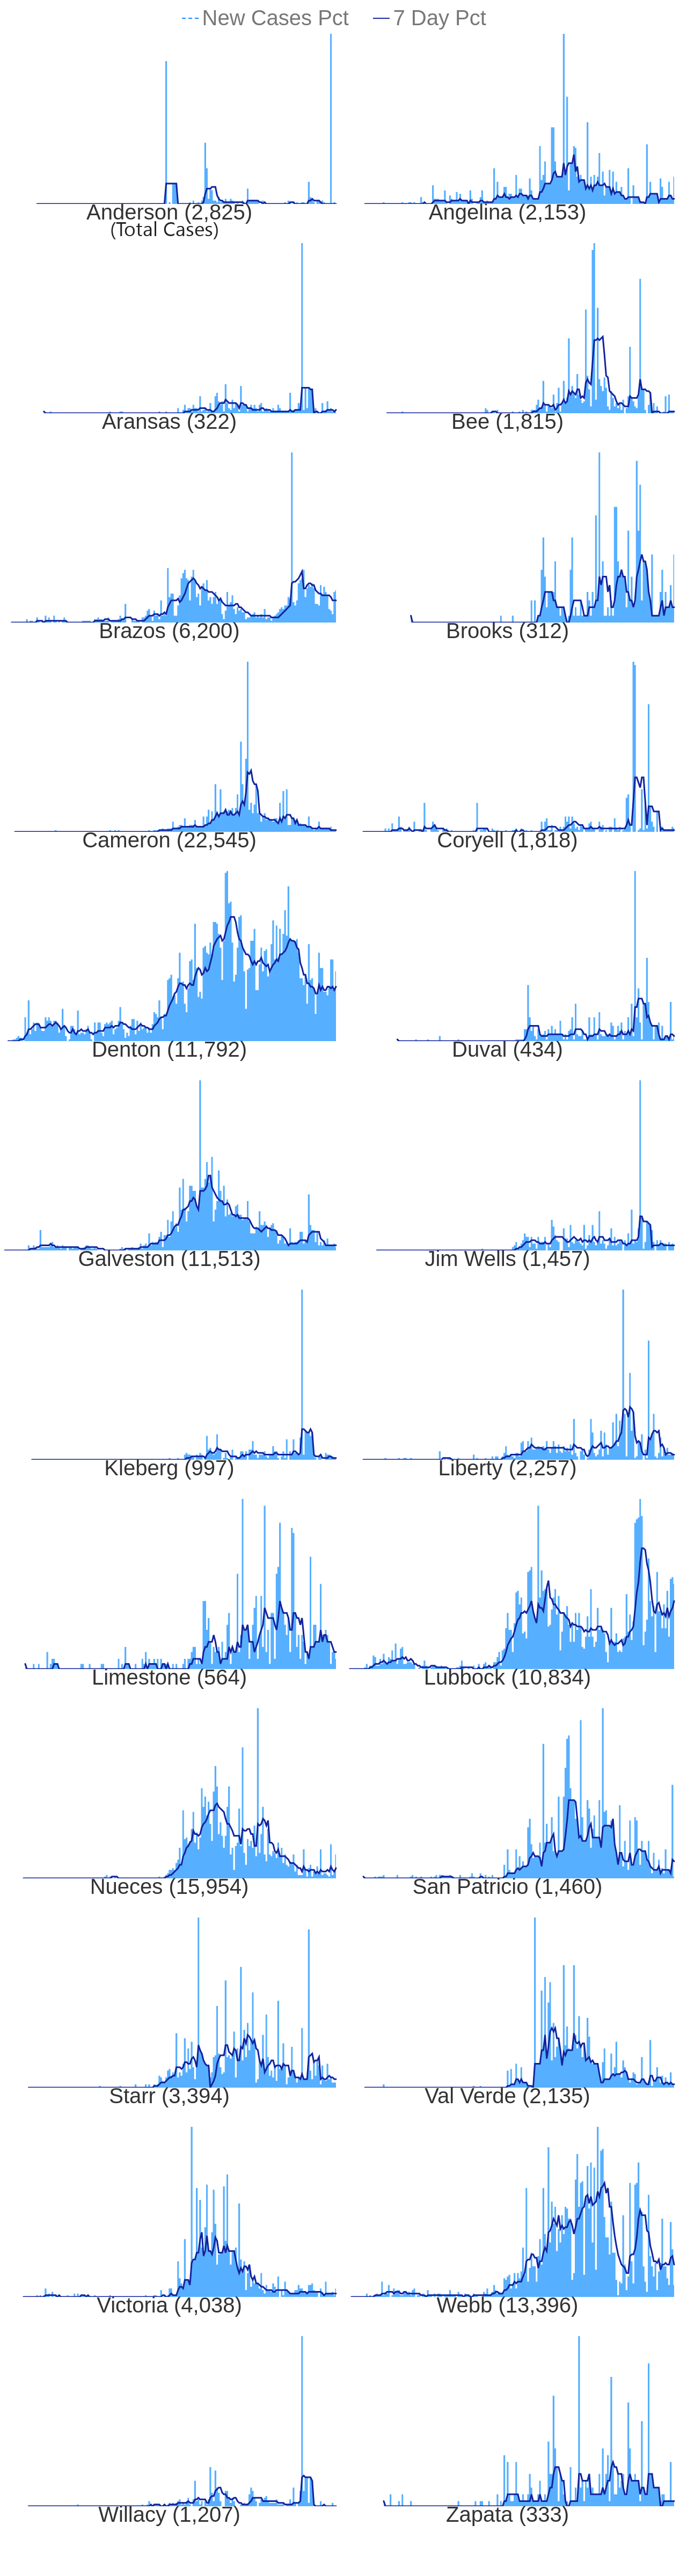 New Cases Pct 7 Day Pct
Anderson (2,825) Angelina (2,153)
(Total Cases)
Aransas (322) Bee (1,815)
Brazos (6,200) Brooks (312)
Cameron (22,545) Coryell (1,818)
Denton (11,792) Duval (434)
Galveston (11,513) Jim Wells (1,457)
Kleberg (997) Liberty (2,257)
Limestone (564) Lubbock (10,834)
Nueces (15,954) San Patricio (1,460)
Starr (3,394) Val Verde (2,135)
Victoria (4,038) Webb (13,396)
Willacy (1,207) Zapata (333)